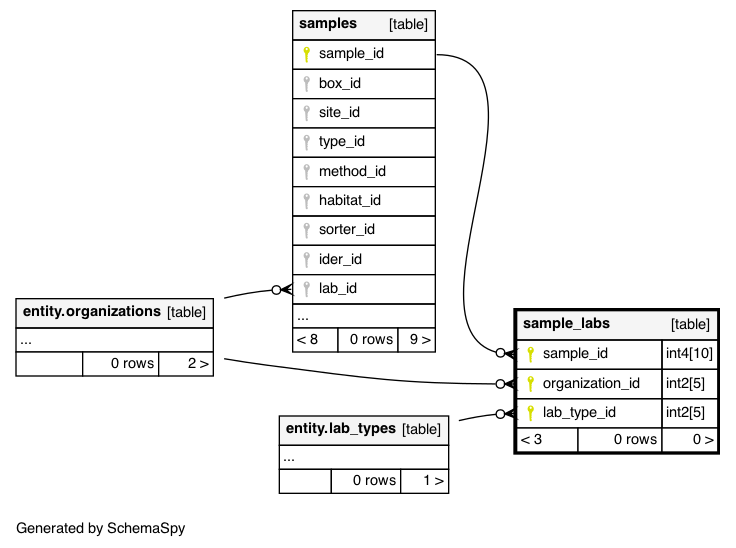 samples [table]
sample_id
box_id
site_id
type_id
method_id
habitat_id
sorter_id
ider_id
lab_id
...
< 8 0 rows 9 >
entity.organizations [table]
...
0 rows 2 >
sample_labs [table]
sample_id int4[10]
organization_id int2[5]
lab_type_id int2[5]
< 3 0 rows 0 >
entity.lab_types [table]
...
0 rows 1 >
Generated by SchemaSpy